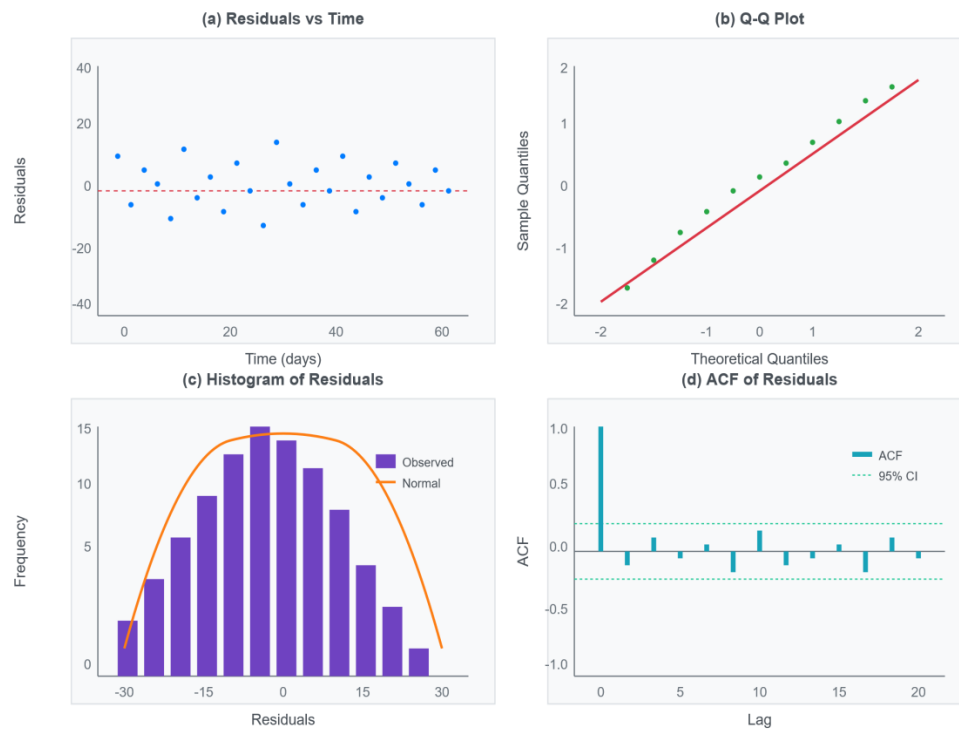 (a) Residuals vs Time
40
20
0
-20
-40
Residuals
0 20 40 60
Time (days)
(b) Q-Q Plot
2
1
0
-1
-2
Sample Quantiles
-2 -1 0 1 2
Theoretical Quantiles
(c) Histogram of Residuals
15
10
5
0
Frequency
Observed
Normal
-30 -15 0 15 30
Residuals
(d) ACF of Residuals
1.0
0.5
0.0
-0.5
-1.0
ACF
ACF
95% CI
0 5 10 15 20
Lag